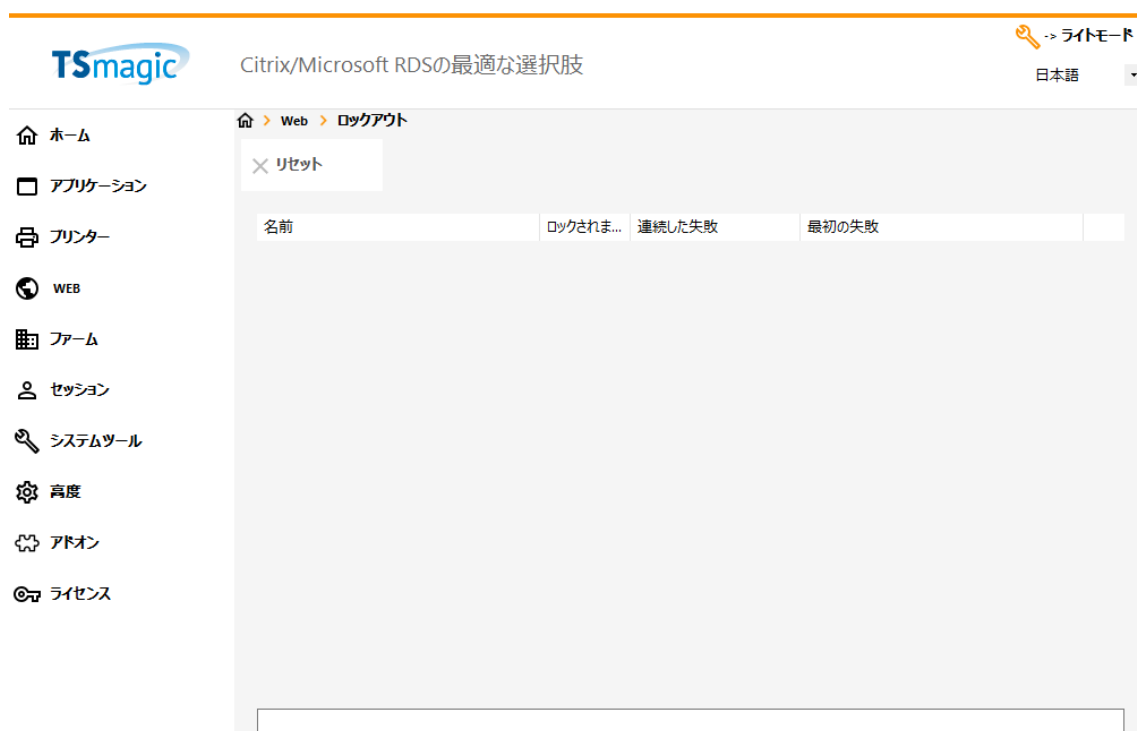 -> ライトモード
TSmagic
Citrix/Microsoft RDSの最適な選択肢
日本語
Web > ロックアウト
ホーム
リセット
アプリケーション
名前 ロックされま... 連続した失敗 最初の失敗
プリンター
WEB
ファーム
セッション
システムツール
高度
アドオン
ライセンス